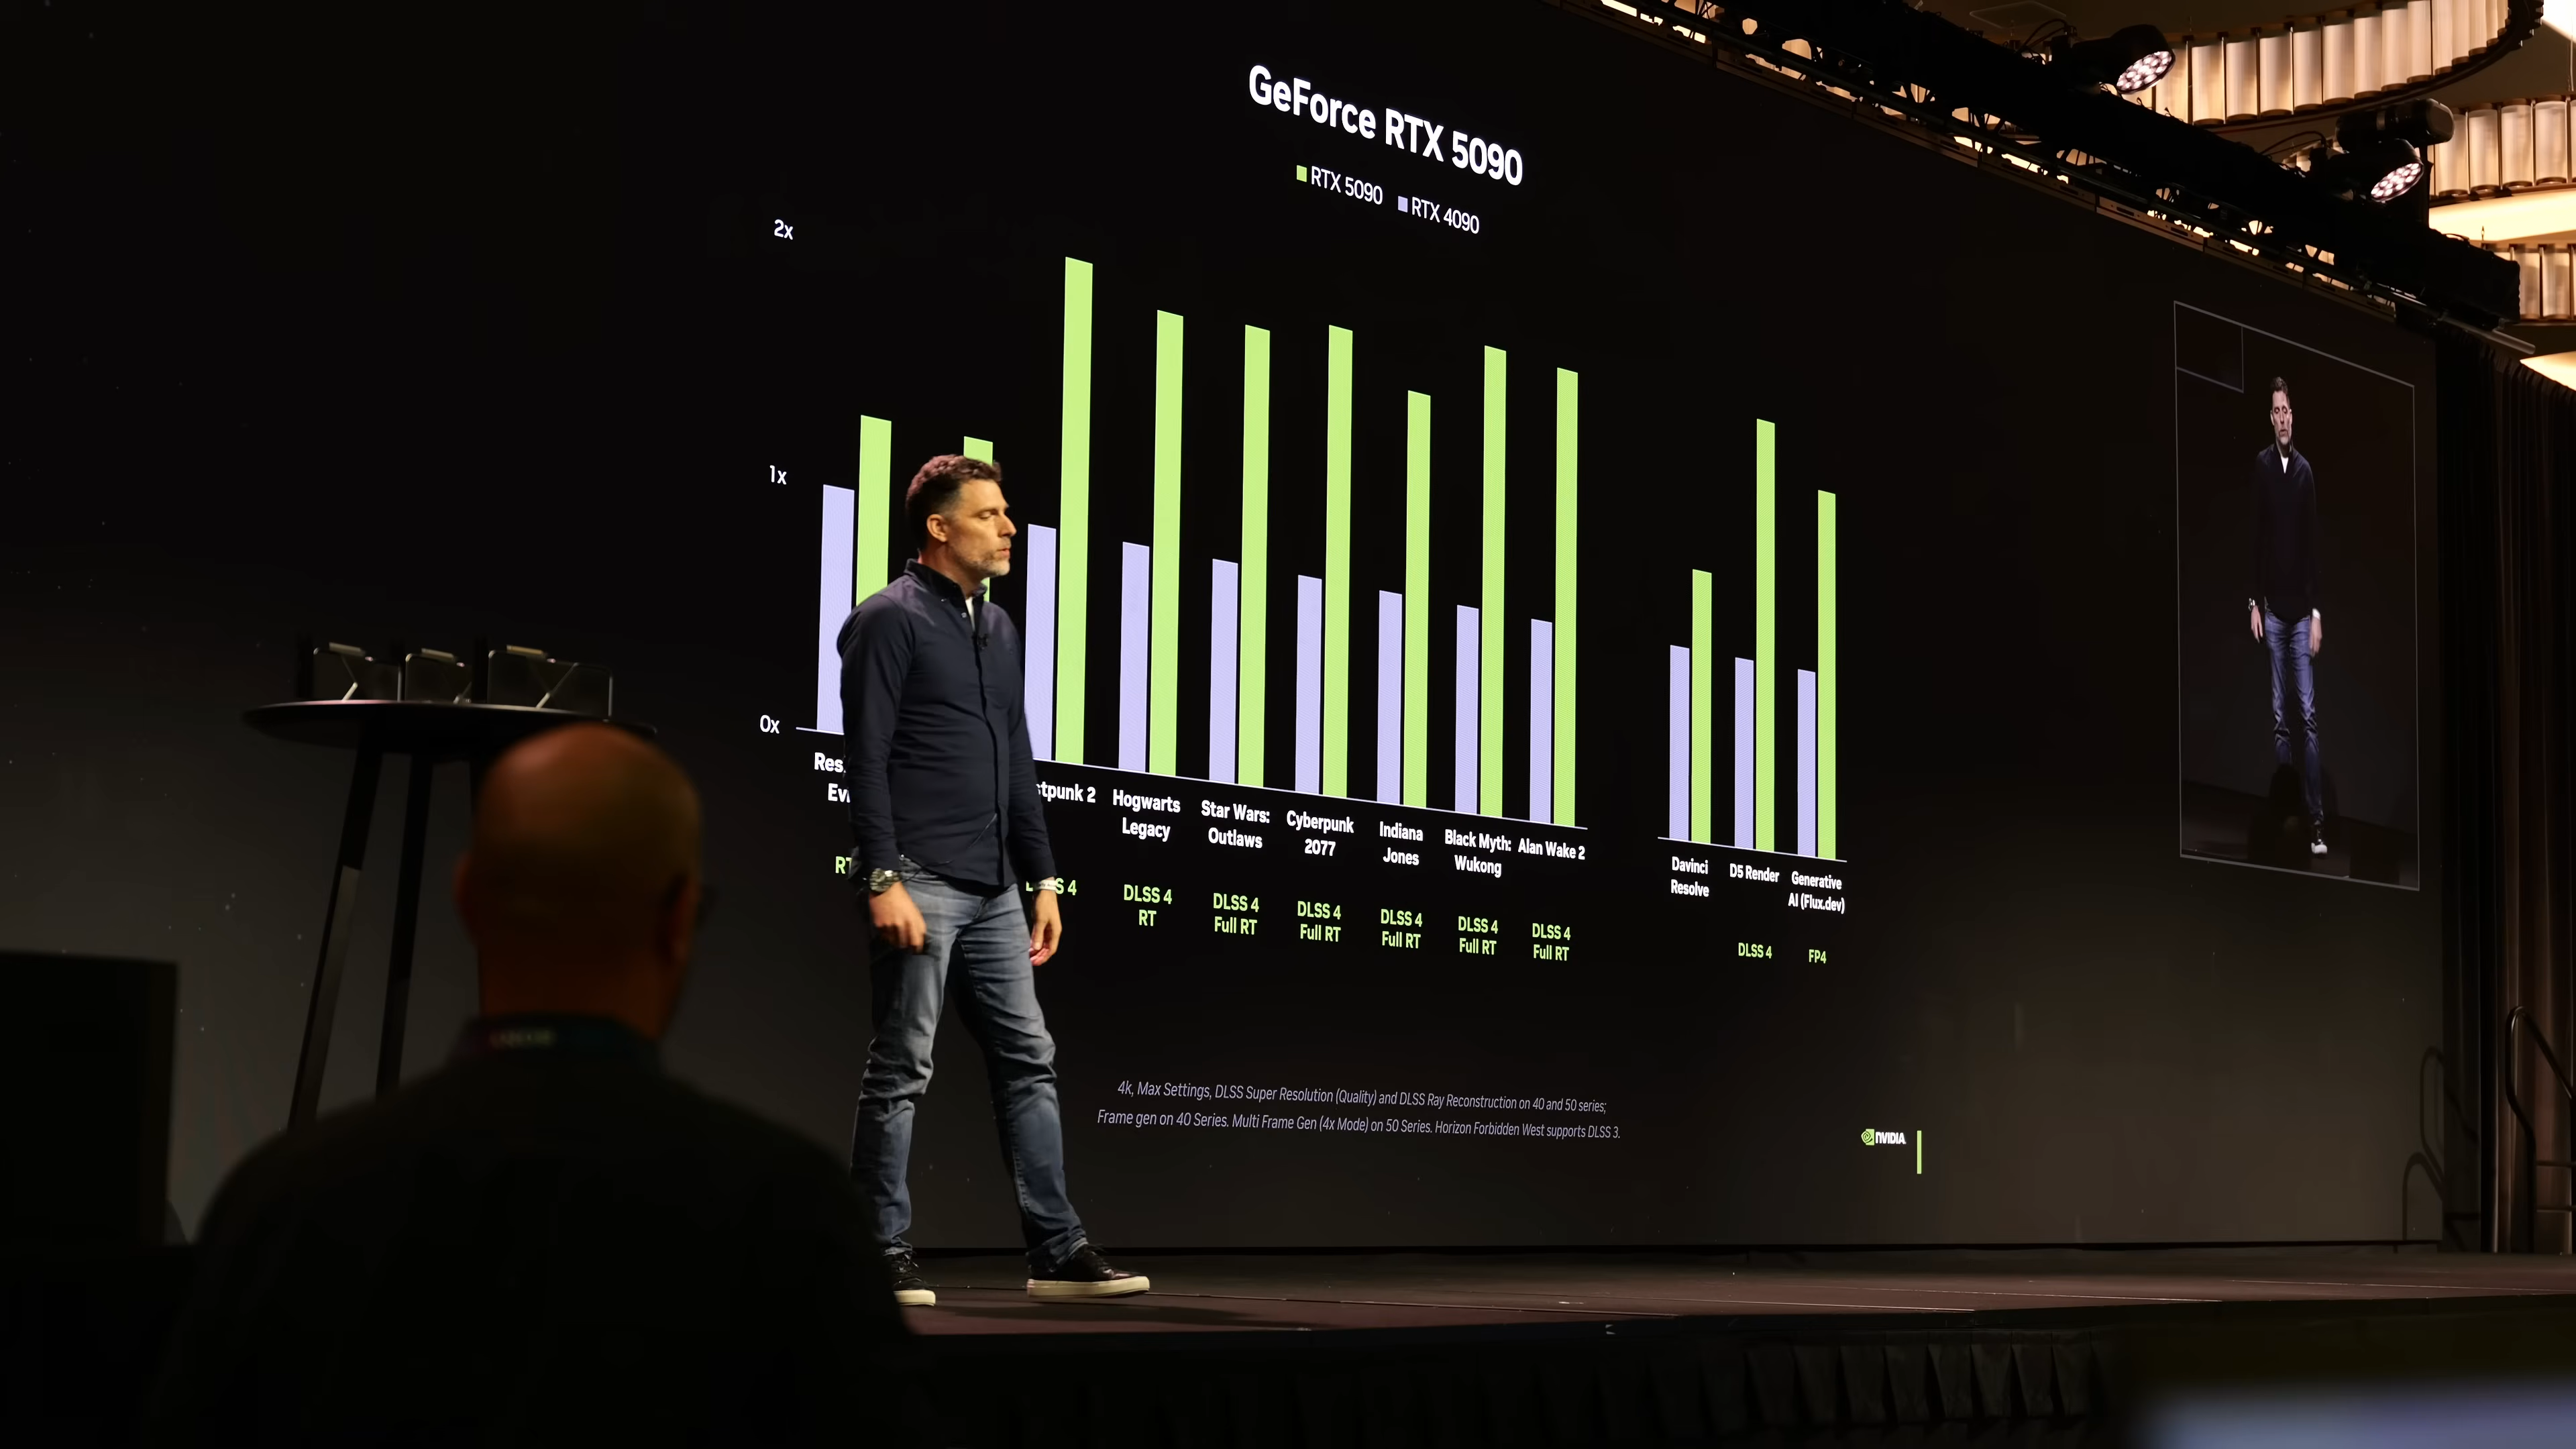 GeForce RTX 5090
RTX 5090 RTX 4090
2x
1x
0x
Hogwarts
Legacy
Star Wars:
Outlaws
Cyberpunk
2077
Indiana
Jones
Black Myth:
Wukong
Alan Wake 2
Davinci
Resolve
D5 Render
Generative
AI (Flux.dev)
stpunk 2
Res
Ev
RT
S 4
DLSS 4
RT
DLSS 4
Full RT
DLSS 4
Full RT
DLSS 4
Full RT
DLSS 4
Full RT
DLSS 4
Full RT
DLSS 4
FP4
4k, Max Settings, DLSS Super Resolution (Quality) and DLSS Ray Reconstruction on 40 and 50 series;
Frame gen on 40 Series. Multi Frame Gen (4x Mode) on 50 Series. Horizon Forbidden West supports DLSS 3.
NVIDIA